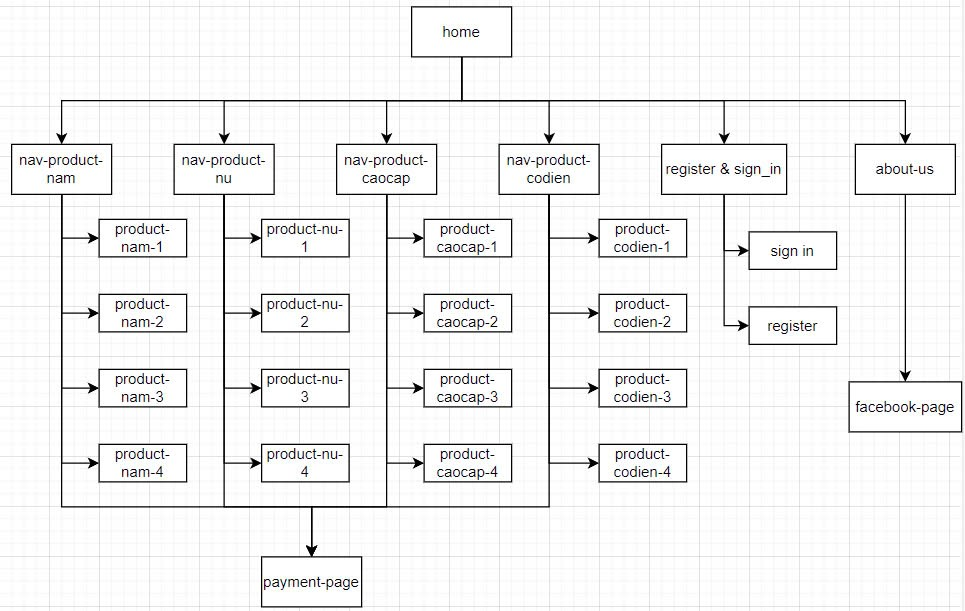 home
nav-product-
nam
nav-product-
nu
nav-product-
caocap
nav-product-
codien
register & sign_in
about-us
product-
nam-1
product-nu-
1
product-
caocap-1
product-
codien-1
sign in
product-
nam-2
product-nu-
2
product-
caocap-2
product-
codien-2
register
product-
nam-3
product-nu-
3
product-
caocap-3
product-
codien-3
facebook-page
product-
nam-4
product-nu-
4
product-
caocap-4
product-
codien-4
payment-page